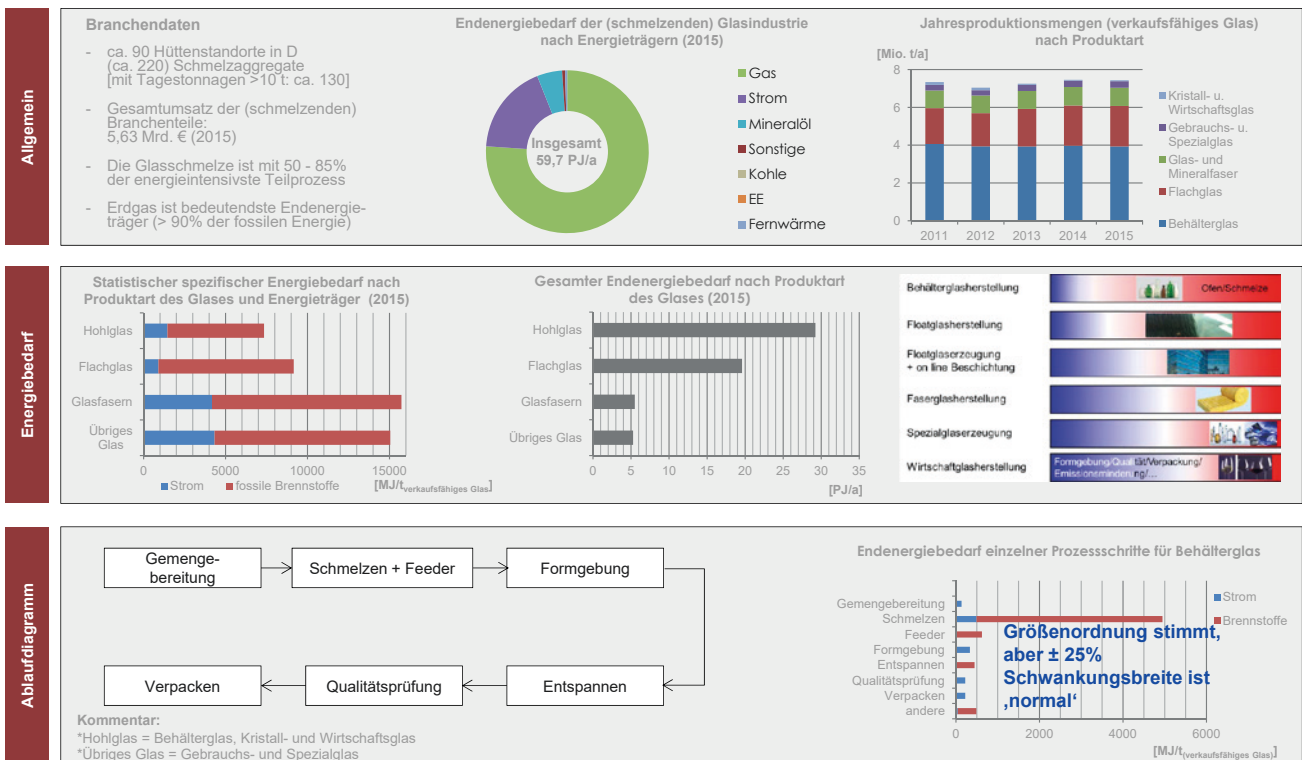 Allgemein
Branchendaten
- ca. 90 Hüttenstandorte in D
(ca. 220) Schmelzaggregate
[mit Tagestonnagen >10 t: ca. 130]
- Gesamtumsatz der (schmelzenden)
Branchenteile:
5,63 Mrd. € (2015)
- Die Glasschmelze ist mit 50 - 85%
der energieintensivste Teilprozess
- Erdgas ist bedeutendste Endenergie-
träger (> 90% der fossilen Energie)
Endenergiebedarf der (schmelzenden) Glasindustrie
nach Energieträgern (2015)
Insgesamt
59,7 PJ/a
Gas
Strom
Mineralöl
Sonstige
Kohle
EE
Fernwärme
Jahresproduktionsmengen (verkaufsfähiges Glas)
nach Produktart
[Mio. t/a]
8
6
4
2
0
2011 2012 2013 2014 2015
Kristall- u.
Wirtschaftsglas
Gebrauchs- u.
Spezialglas
Glas- und
Mineralfaser
Flachglas
Behälterglas
Energiebedarf
Statistischer spezifischer Energiebedarf nach
Produktart des Glases und Energieträger (2015)
Hohlglas
Flachglas
Glasfasern
Übriges
Glas
0 5000 10000 15000
Strom fossile Brennstoffe
[MJ/t verkaufsfähiges Glas]
Gesamter Endenergiebedarf nach Produktart
des Glases (2015)
Hohlglas
Flachglas
Glasfasern
Übriges Glas
0 5 10 15 20 25 30 35
[PJ/a]
Behälterglasherstellung
Ofen/Schmelze
Floatglasherstellung
Floatglaserzeugung
+ on line Beschichtung
Faserglasherstellung
Spezialglaserzeugung
Wirtschaftglasherstellung
Formgebung/Qualität/Verpackung/
Emissionsminderung/...
Ablaufdiagramm
Gemenge-
bereitung
Schmelzen + Feeder
Formgebung
Verpacken
Qualitätsprüfung
Entspannen
Kommentar:
*Hohlglas = Behälterglas, Kristall- und Wirtschaftsglas
*Übriges Glas = Gebrauchs- und Spezialglas
Endenergiebedarf einzelner Prozessschritte für Behälterglas
Gemengebereitung
Schmelzen
Feeder
Formgebung
Entspannen
Qualitätsprüfung
Verpacken
andere
Strom
Brennstoffe
Größenordnung stimmt,
aber ± 25%
Schwankungsbreite ist
‚normal‘
0 2000 4000 6000
[MJ/t(verkaufsfähiges Glas)]